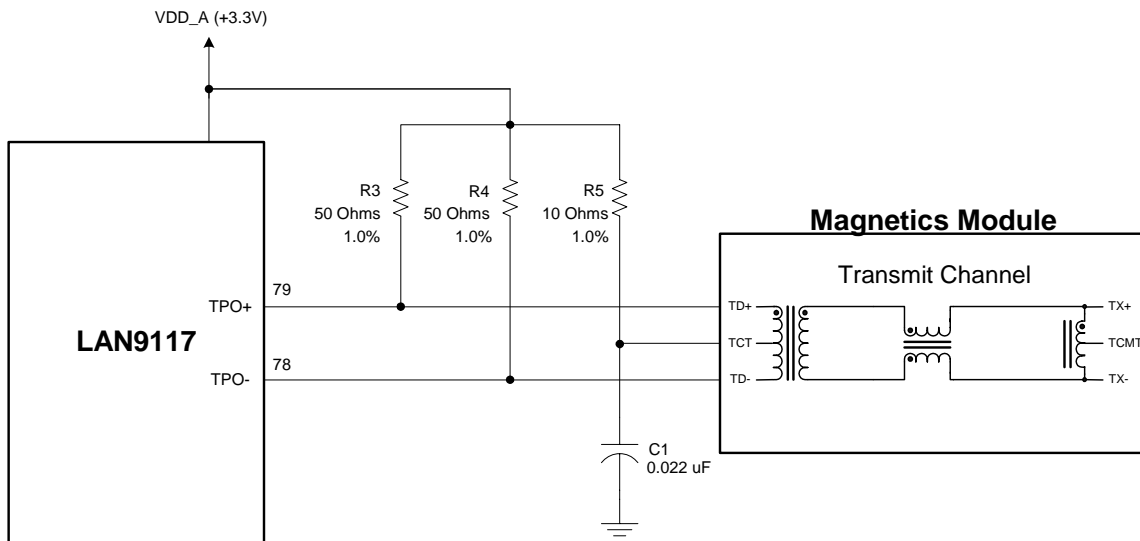 VDD_A (+3.3V)
R3
50 Ohms
1.0%
R4
50 Ohms
1.0%
R5
10 Ohms
1.0%
Magnetics Module
Transmit Channel
79
TPO+
TD+
TX+
LAN9117
TCT
TCMT
78
TPO-
TD-
TX-
C1
0.022 uF